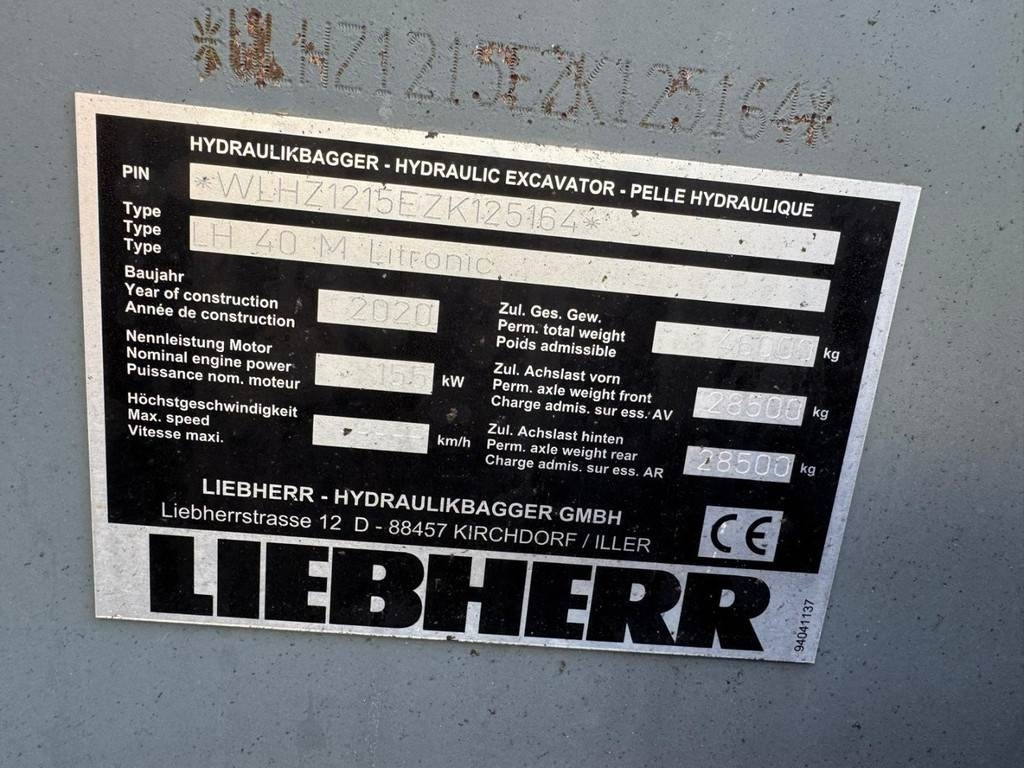 *WLHZ1215EZK125164*
HYDRAULIKBAGGER - HYDRAULIC EXCAVATOR - PELLE HYDRAULIQUE
PIN *WLHZ1215EZK125164*
Type
Type LH 40 M Litronic
Type
Baujahr
Year of construction 2020
Année de construction
Nennleistung Motor
Nominal engine power 155 kW
Puissance nom. moteur
Höchstgeschwindigkeit
Max. speed ---- km/h
Vitesse maxi.
Zul. Ges. Gew.
Perm. total weight 46000 kg
Poids admissible
Zul. Achslast vorn
Perm. axle weight front 28500 kg
Charge admis. sur ess. AV
Zul. Achslast hinten
Perm. axle weight rear 28500 kg
Charge admis. sur ess. AR
LIEBHERR - HYDRAULIKBAGGER GMBH
Liebherrstrasse 12 D - 88457 KIRCHDORF / ILLER
CE
LIEBHERR
94041137